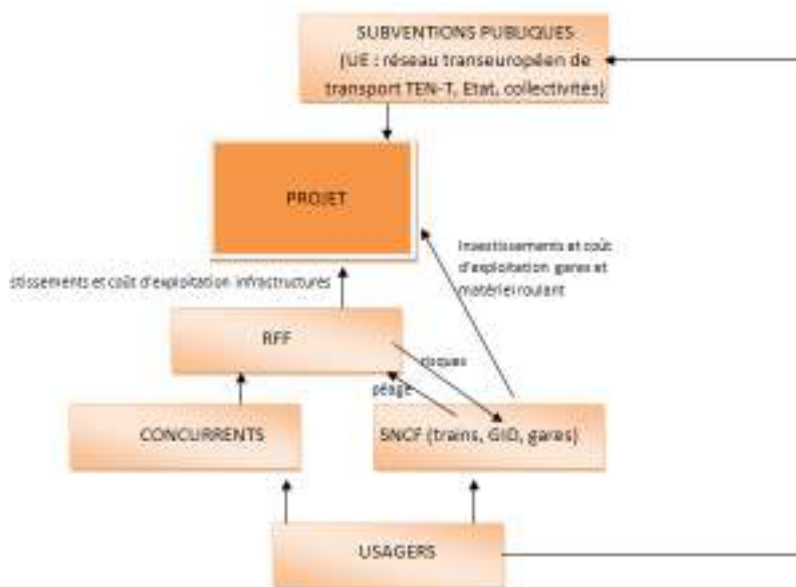 SUBVENTIONS PUBLIQUES
(UE : réseau transeuropéen de
transport TEN-T, Etat, collectivités)
PROJET
Investissements et coût
d'exploitation gares et
matériel roulant
estissements et coût d'exploitation infrastructures
RFF
risques
péage
CONCURRENTS
SNCF (trains, GID, gares)
USAGERS